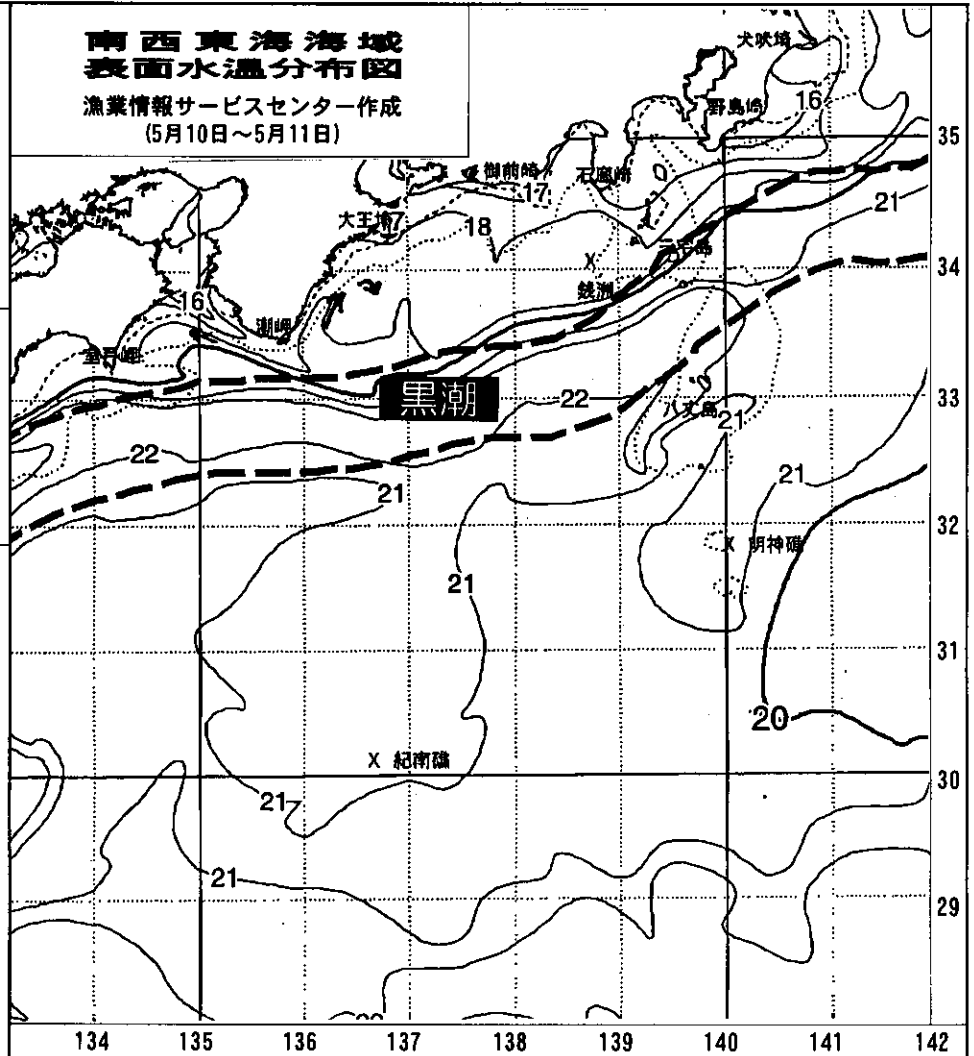 南西東海海域
表面水温分布図
漁業情報サービスセンター作成
(5月10日～5月11日)
犬吠埼
野島崎
16
35
御前崎
石廊崎
17
大王埼
18
21
三宅島
34
X
銭洲
16
潮岬
室戸岬
黒潮
22
八丈島
33
21
22
21
21
32
X 明神礁
21
31
20
X 紀南礁
30
21
21
29
134 135 136 137 138 139 140 141 142